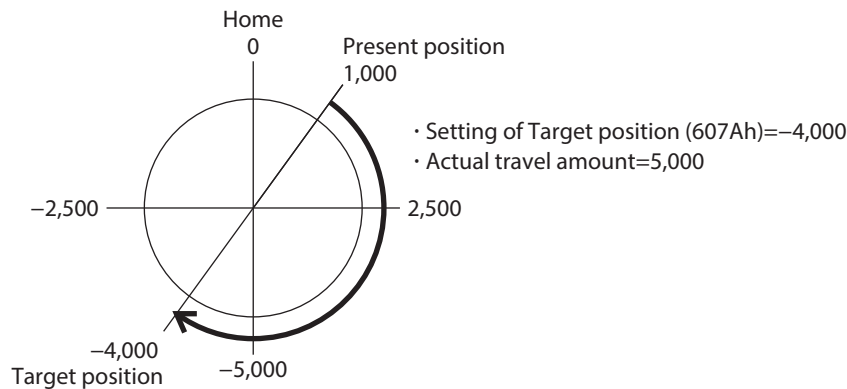 Home
0
Present position
1,000
· Setting of Target position (607Ah)=−4,000
· Actual travel amount=5,000
−2,500
2,500
−4,000
Target position
−5,000